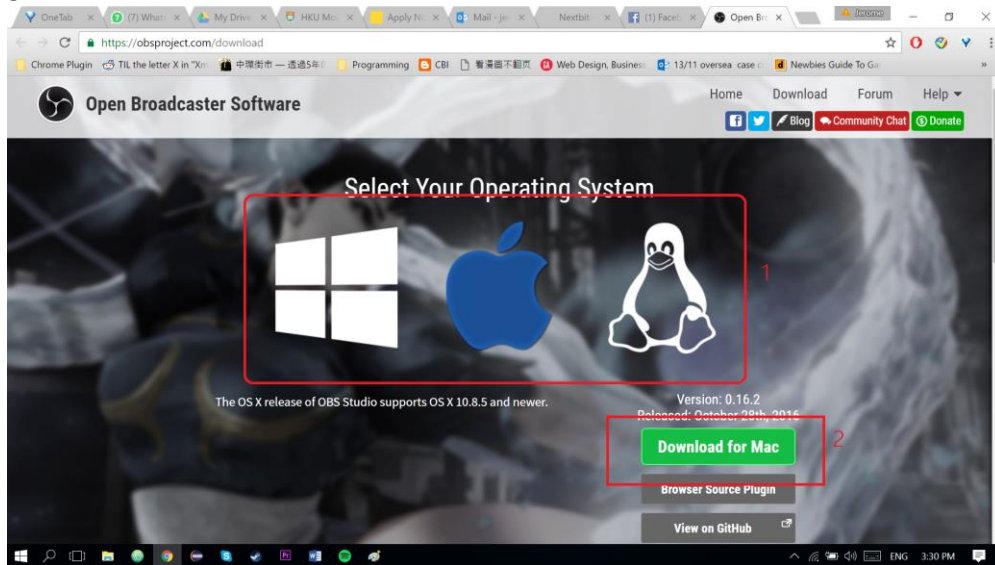 OneTab
(7) What
My Drive
HKU Mo
Apply N
Mail - je
Nextbit
(1) Face
Open Br
Jerome
https://obsproject.com/download
Chrome Plugin
TIL the letter X in "Xm
中環街市 — 透過5年
Programming
CBI
看漫画不翻页
Web Design, Business
13/11 oversea case
Newbies Guide To Ga
Open Broadcaster Software
Home Download Forum Help
Blog Community Chat Donate
Select Your Operating System
1
The OS X release of OBS Studio supports OS X 10.8.5 and newer.
Version: 0.16.2
Released: October 28th, 2016
Download for Mac
2
Browser Source Plugin
View on GitHub
ENG 3:30 PM